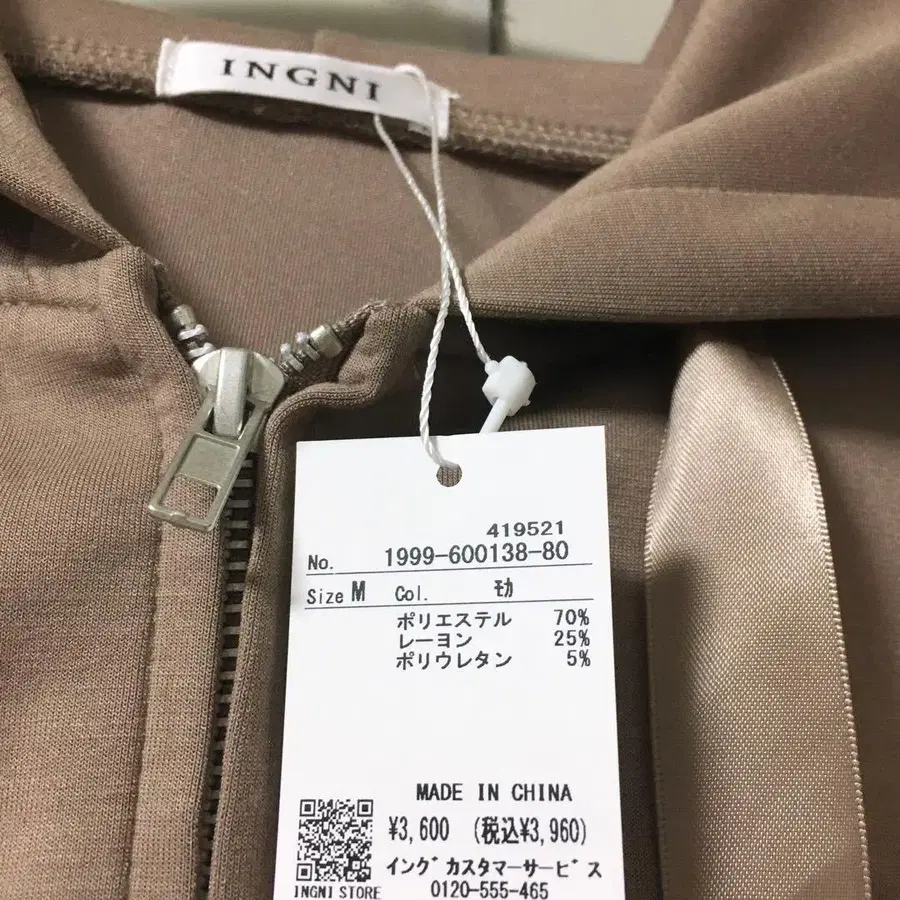 INGNI
419521
No. 1999-600138-80
Size M Col. ﾓｶ
ポリエステル 70%
レーヨン 25%
ポリウレタン 5%
MADE IN CHINA
¥3,600 (税込¥3,960)
イングﾞカスタマーサービﾞス
0120-555-465
INGNI STORE